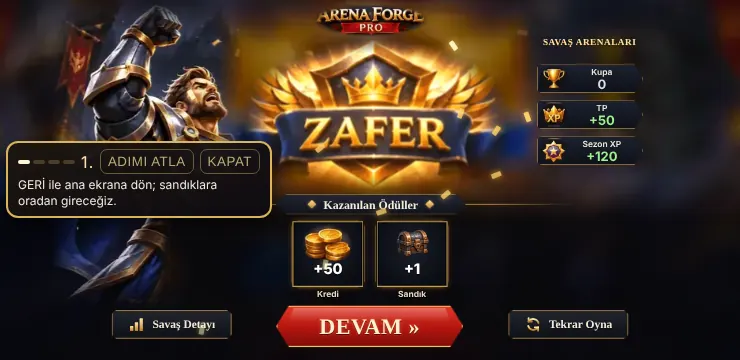 ARENA FORGE
PRO
SAVAŞ ARENALARI
Kupa
0
XP
TP
+50
Sezon XP
+120
ZAFER
1. ADIMI ATLA KAPAT
GERİ ile ana ekrana dön; sandıklara
oradan gireceğiz.
Kazanılan Ödüller
+50
Kredi
+1
Sandık
Savaş Detayı
DEVAM »
Tekrar Oyna